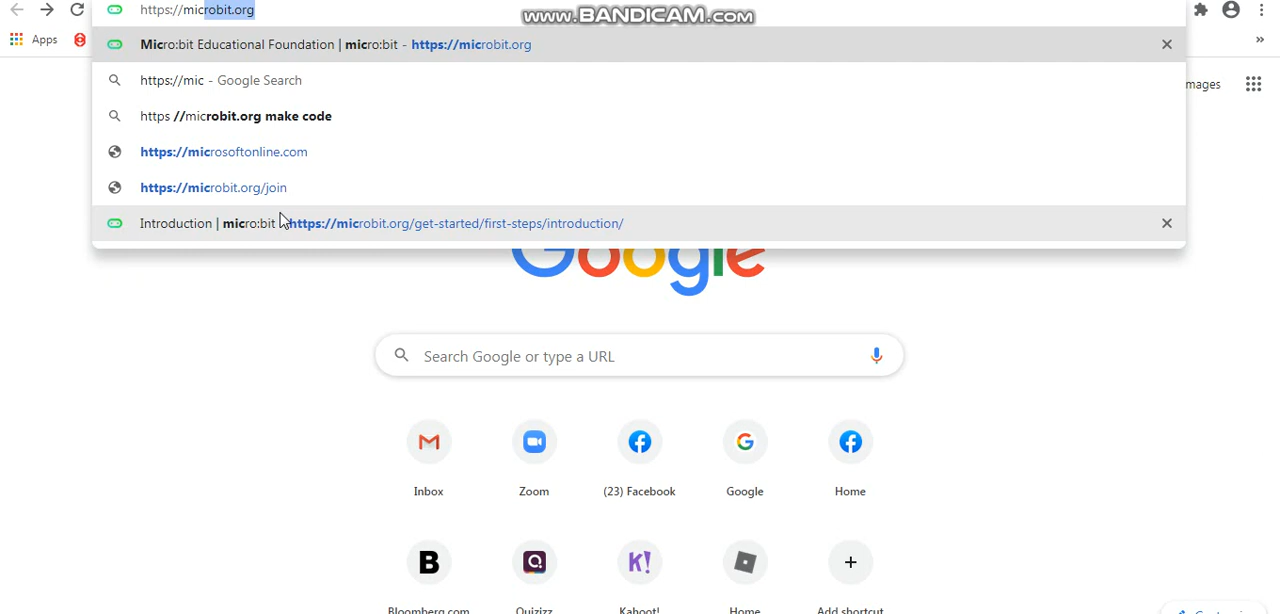 https://microbit.org
www.BANDICAM.com
Apps
Micro:bit Educational Foundation | micro:bit - https://microbit.org
https://mic - Google Search
https //microbit.org make code
https://microsoftonline.com
https://microbit.org/join
Introduction | micro:bit - https://microbit.org/get-started/first-steps/introduction/
»
mages
Google
Search Google or type a URL
Inbox
Zoom
(23) Facebook
Google
Home
Bloomberg.com
Quizizz
Kahoot!
Home
Add shortcut